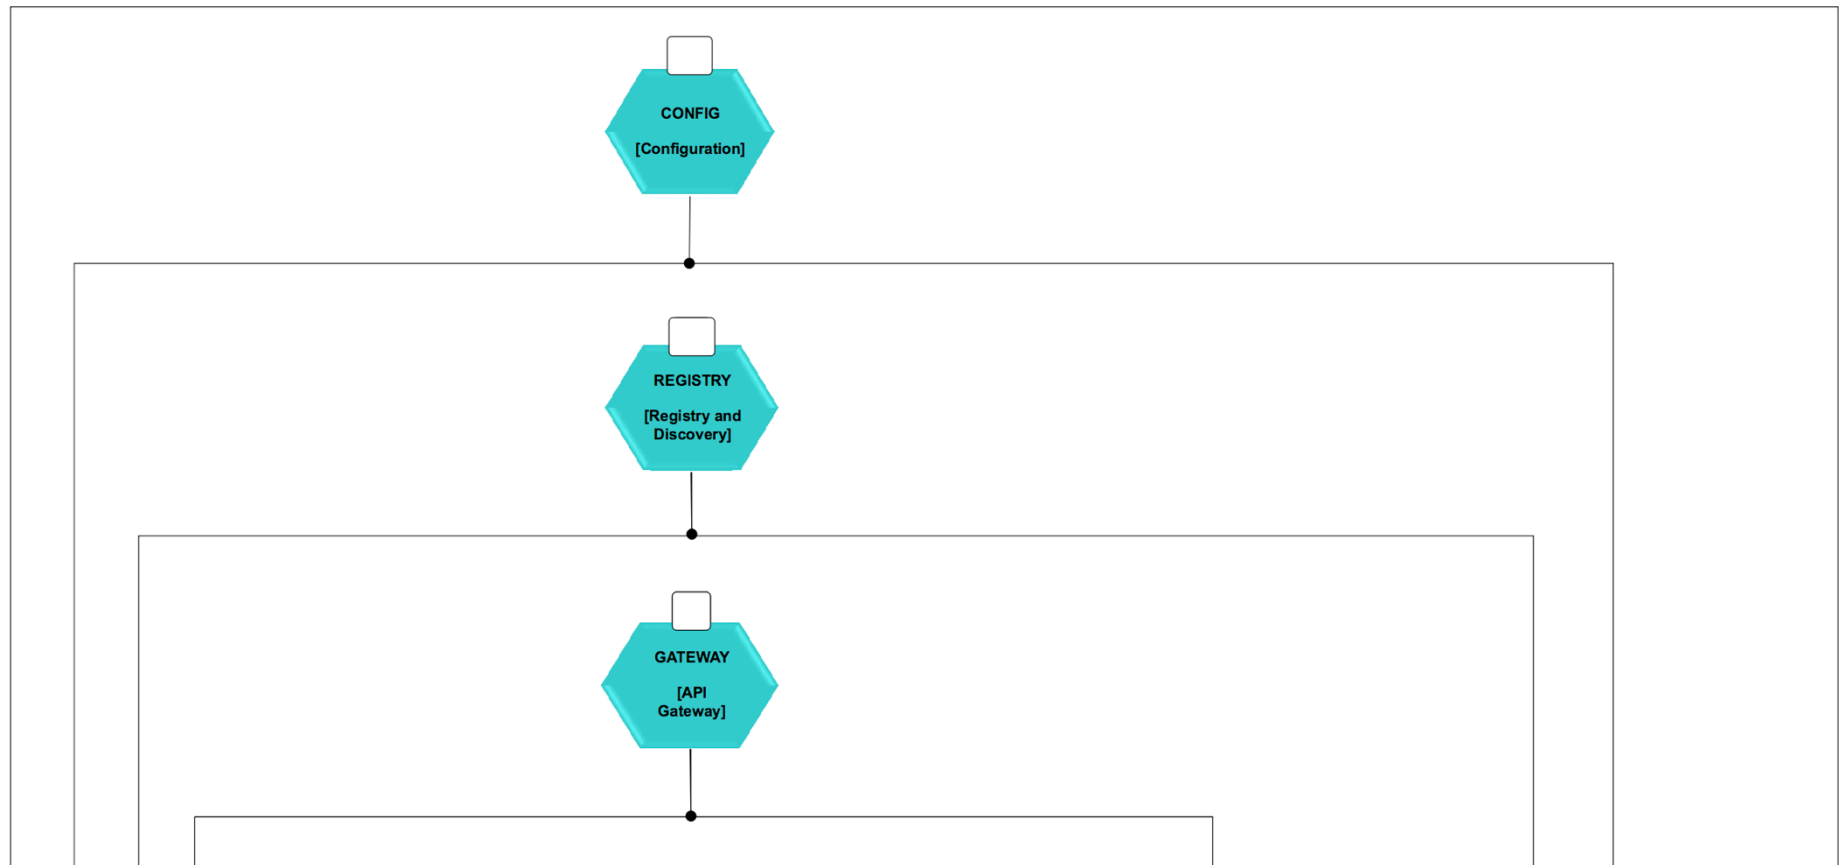 CONFIG
[Configuration]
REGISTRY
[Registry and
Discovery]
GATEWAY
[API
Gateway]